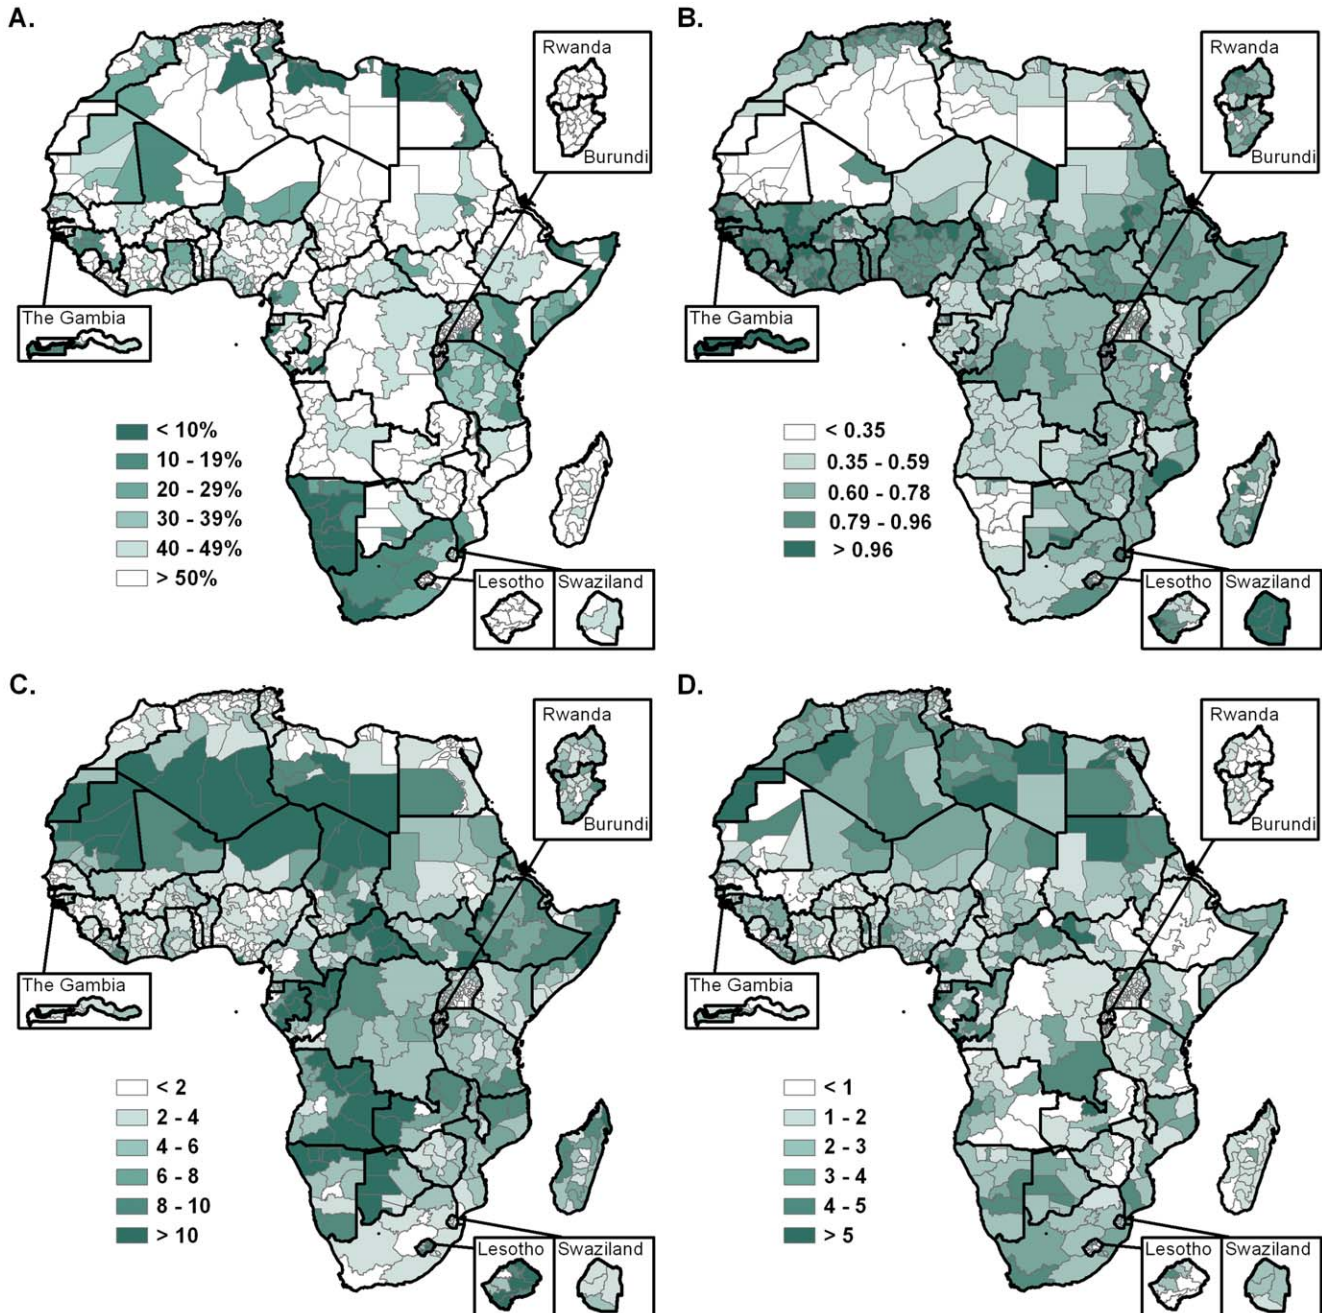 A.
Rwanda
Burundi
The Gambia
< 10%
10 - 19%
20 - 29%
30 - 39%
40 - 49%
> 50%
Lesotho
Swaziland
B.
Rwanda
Burundi
The Gambia
< 0.35
0.35 - 0.59
0.60 - 0.78
0.79 - 0.96
> 0.96
Lesotho
Swaziland
C.
Rwanda
Burundi
The Gambia
< 2
2 - 4
4 - 6
6 - 8
8 - 10
> 10
Lesotho
Swaziland
D.
Rwanda
Burundi
The Gambia
< 1
1 - 2
2 - 3
3 - 4
4 - 5
> 5
Lesotho
Swaziland